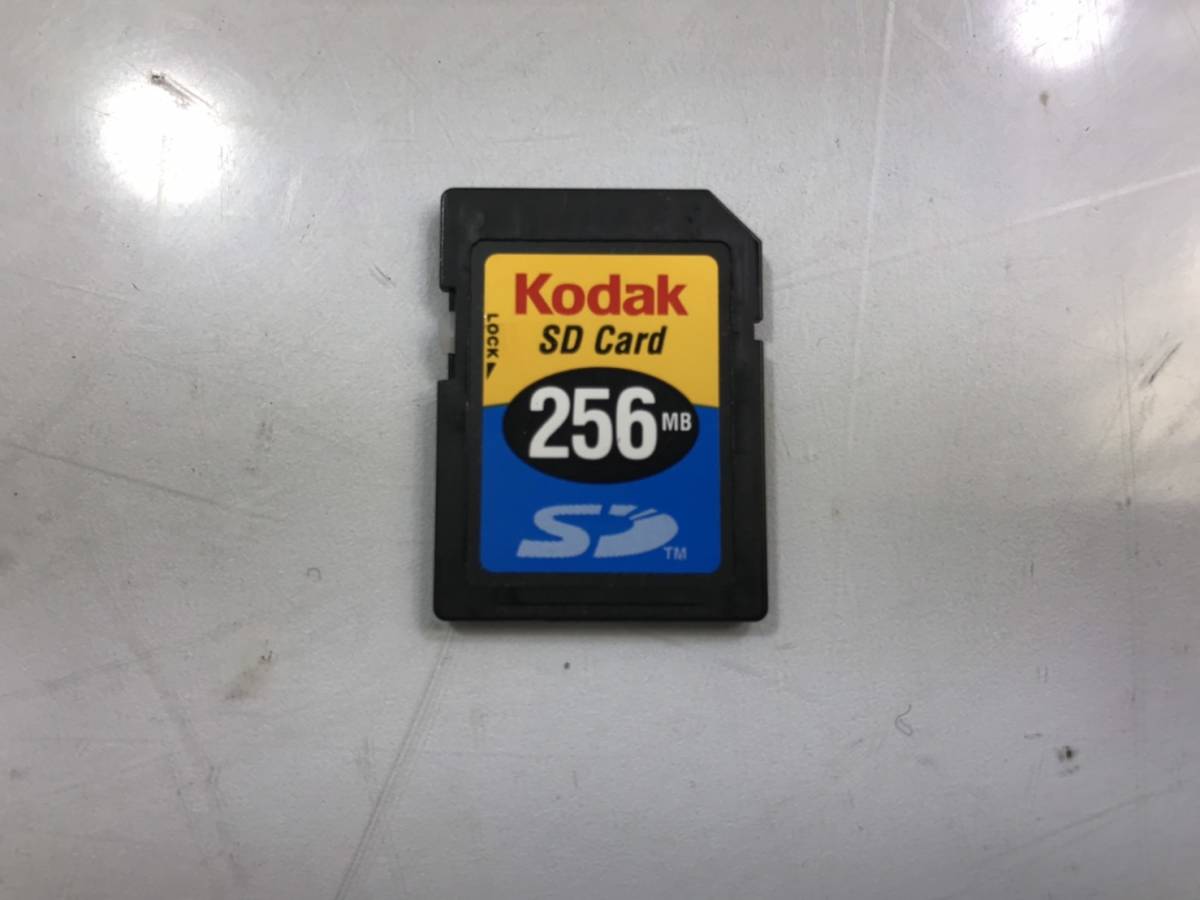 Kodak
SD Card
LOCK
256 MB
SD TM